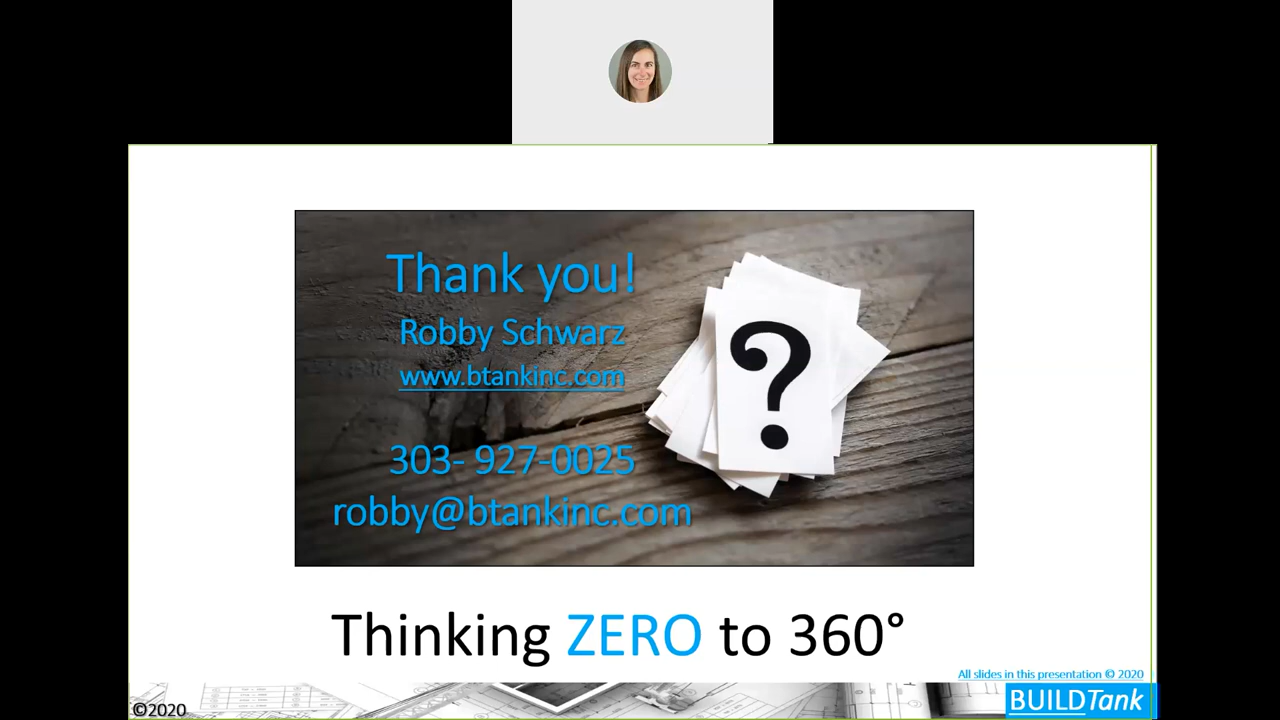 Thank you!
Robby Schwarz
www.btankinc.com
303- 927-0025
robby@btankinc.com
?
Thinking ZERO to 360°
All slides in this presentation © 2020
©2020
BUILDTank